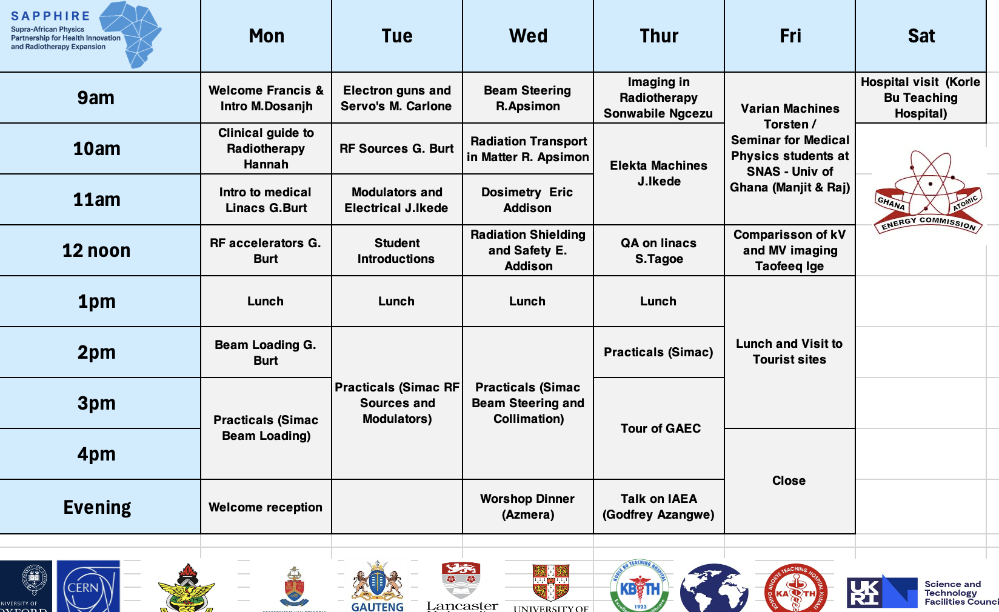 SAPPHIRE
Supra-African Physics
Partnership for Health Innovation
and Radiotherapy Expansion
Mon
Tue
Wed
Thur
Fri
Sat
9am
Welcome Francis &
Intro M.Dosanjh
Electron guns and
Servo's M. Carlone
Beam Steering
R.Apsimon
Imaging in
Radiotherapy
Sonwabile Ngcezu
Varian Machines
Torsten /
Seminar for Medical
Physics students at
SNAS - Univ of
Ghana (Manjit & Raj)
Hospital visit  (Korle
Bu Teaching
Hospital)
10am
Clinical guide to
Radiotherapy
Hannah
RF Sources G. Burt
Radiation Transport
in Matter R. Apsimon
Elekta Machines
J.Ikede
11am
Intro to medical
Linacs G.Burt
Modulators and
Electrical J.Ikede
Dosimetry  Eric
Addison
GHANA
ATOMIC
ENERGY COMMISSION
12 noon
RF accelerators G.
Burt
Student
Introductions
Radiation Shielding
and Safety E.
Addison
QA on linacs
S.Tagoe
Comparisson of kV
and MV imaging
Taofeeq Ige
1pm
Lunch
Lunch
Lunch
Lunch
Lunch and Visit to
Tourist sites
2pm
Beam Loading G.
Burt
Practicals (Simac RF
Sources and
Modulators)
Practicals (Simac
Beam Steering and
Collimation)
Practicals (Simac)
3pm
Practicals (Simac
Beam Loading)
Tour of GAEC
4pm
Close
Evening
Welcome reception
Worshop Dinner
(Azmera)
Talk on IAEA
(Godfrey Azangwe)
CERN
GAUTENG
Lancaster
UNIVERSITY OF
KORLE BU TEACHING HOSPITAL
KB TH
1923
KOMFO ANOKYE TEACHING HOSPITAL KUMASI
KA TH
UKRI
Science and
Technology
Facilities Counci